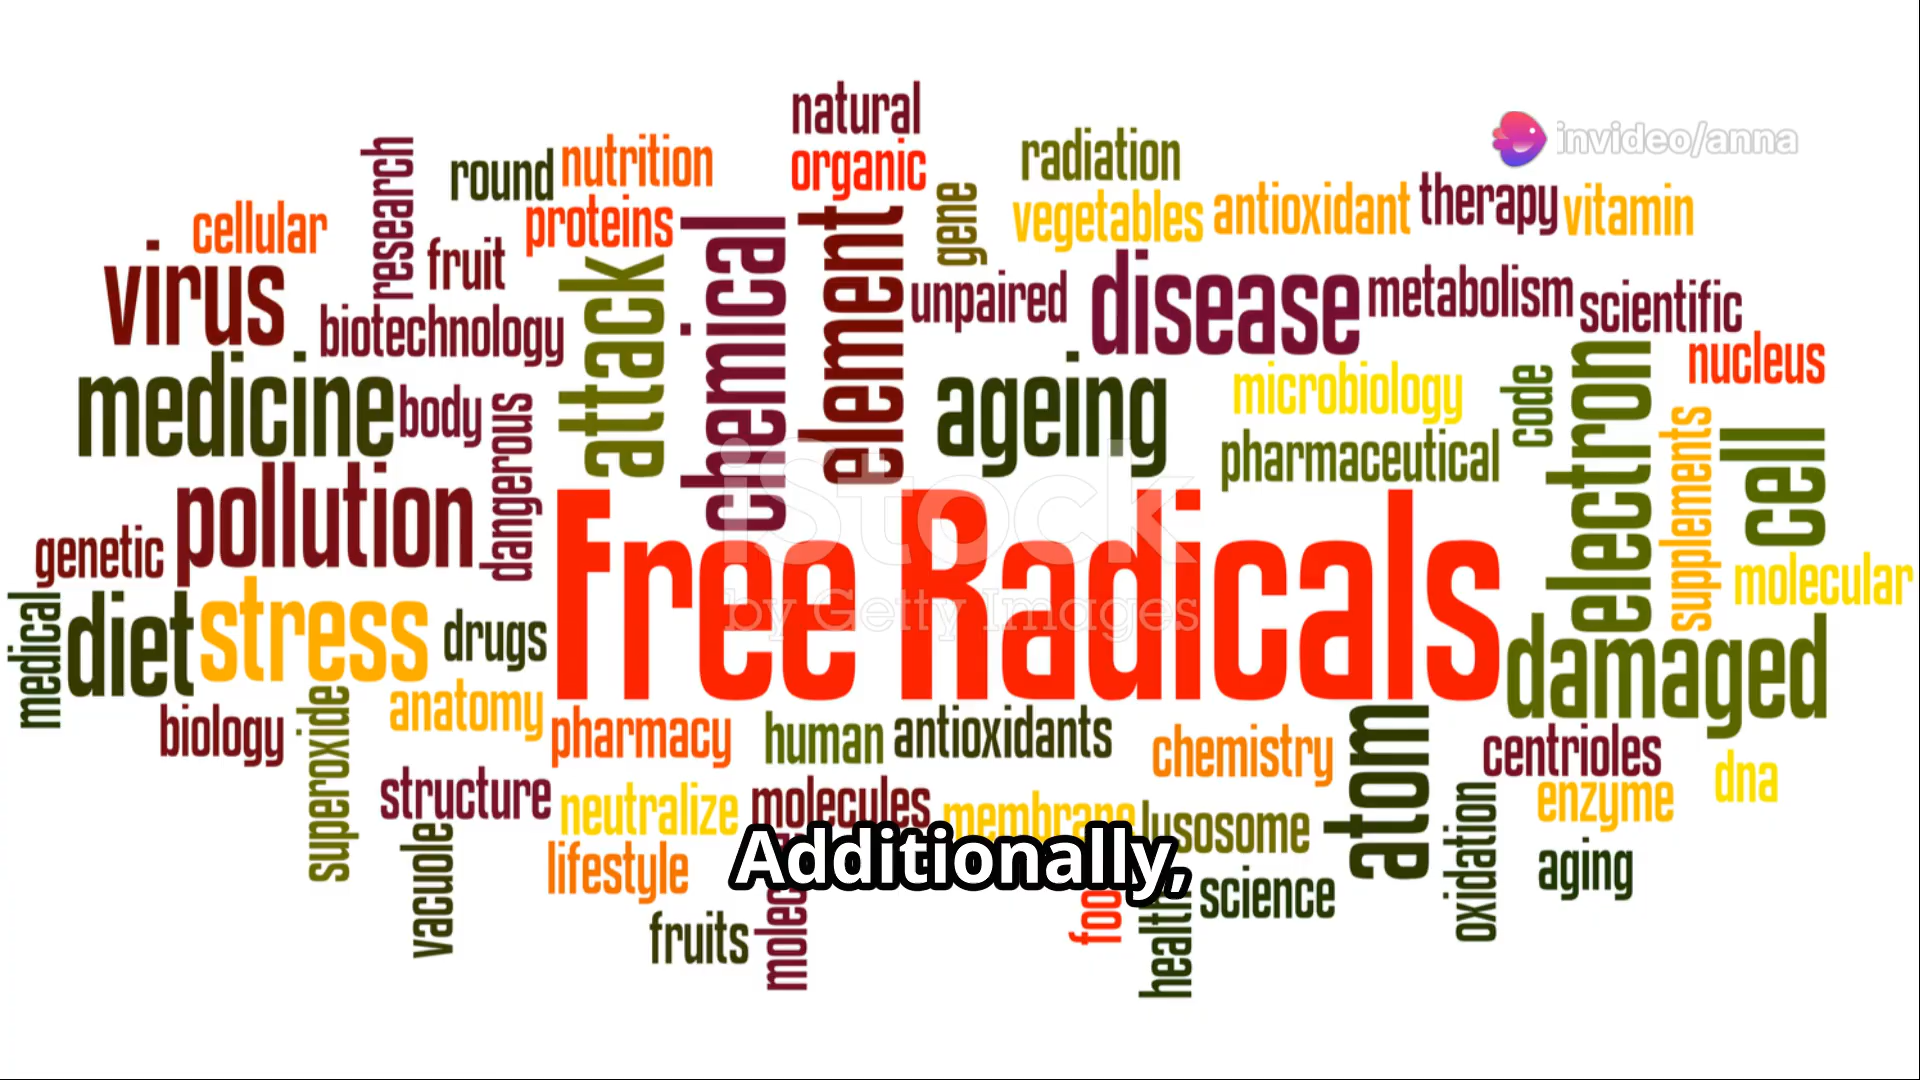 natural
organic
radiation
invideo/anna
research
round
nutrition
proteins
gene
vegetables
antioxidant
therapy
vitamin
cellular
virus
fruit
biotechnology
attack
chemical
element
unpaired
disease
metabolism
scientific
nucleus
medicine
body
dangerous
ageing
microbiology
pharmaceutical
code
electron
supplements
cell
pollution
genetic
iStock
by Getty Images
Free Radicals
molecular
medical
diet
stress
drugs
damaged
biology
superoxide
anatomy
pharmacy
human
antioxidants
chemistry
atom
centrioles
dna
structure
neutralize
molecules
membrane
lusosome
enzyme
oxidation
aging
vacuole
lifestyle
Additionally,
science
fruits